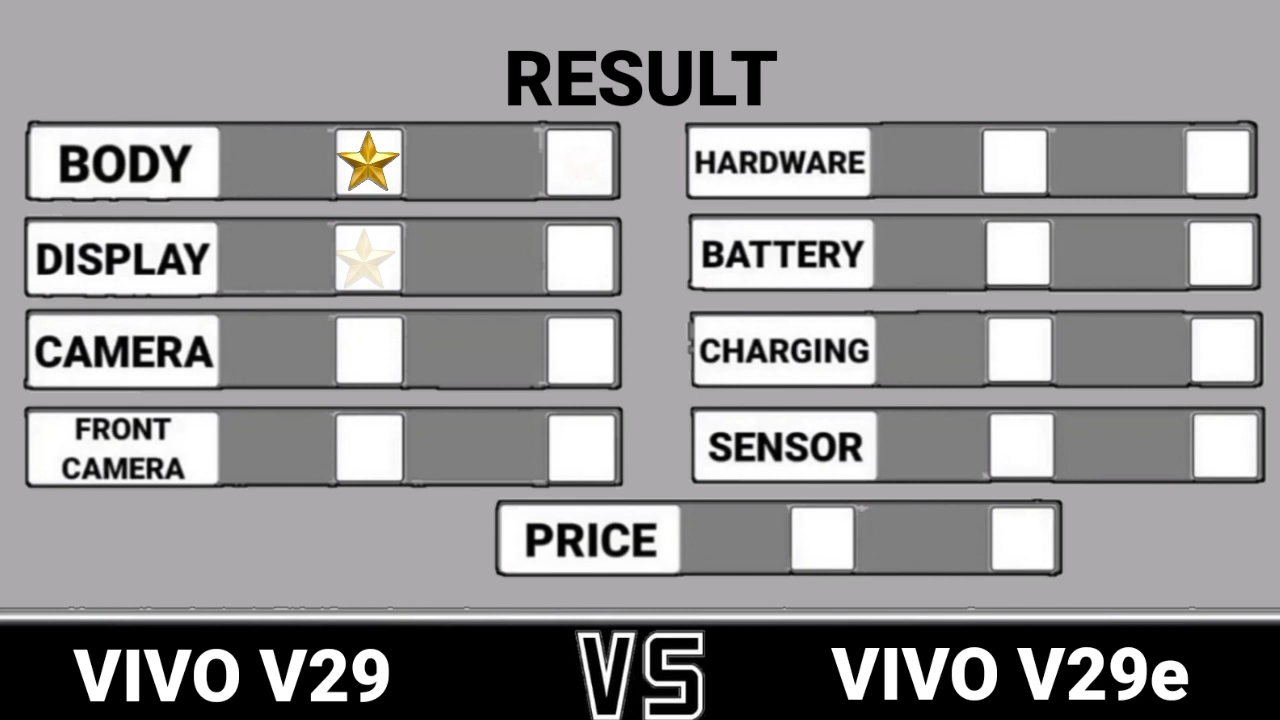 RESULT
BODY
HARDWARE
DISPLAY
BATTERY
CAMERA
CHARGING
FRONT
CAMERA
SENSOR
PRICE
VIVO V29
VS
VIVO V29e